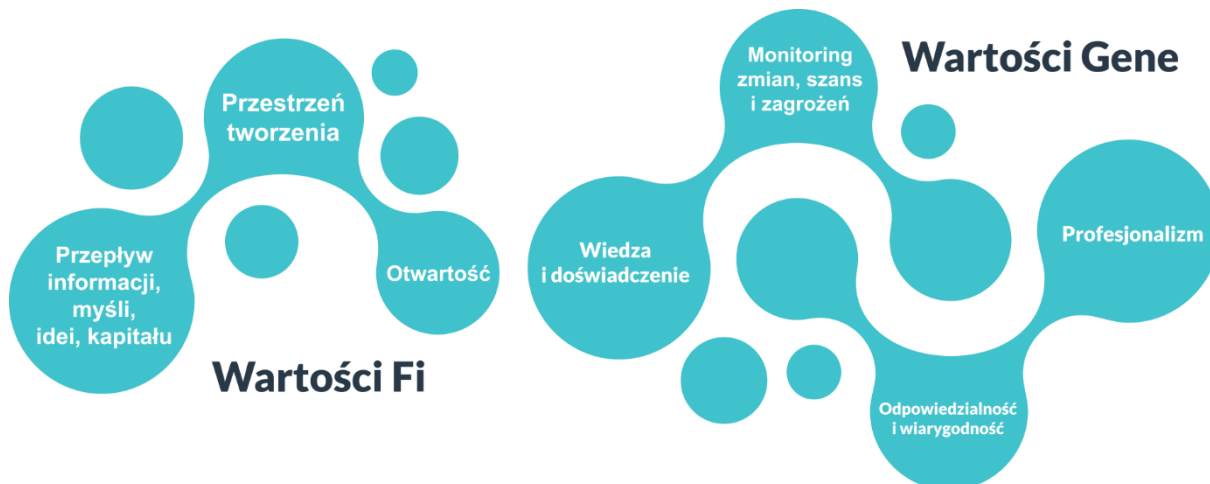 Przestrzeń
tworzenia
Przepływ
informacji,
myśli,
idei, kapitału
Otwartość
Wartości Fi
Monitoring
zmian, szans
i zagrożeń
Wartości Gene
Wiedza
i doświadczenie
Profesjonalizm
Odpowiedzialność
i wiarygodność